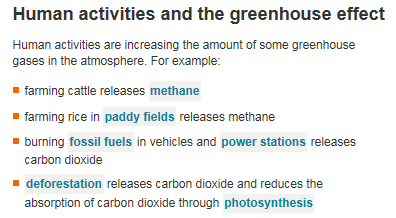 Human activities and the greenhouse effect
Human activities are increasing the amount of some greenhouse
gases in the atmosphere. For example:
farming cattle releases methane
farming rice in paddy fields releases methane
burning fossil fuels in vehicles and power stations releases
carbon dioxide
deforestation releases carbon dioxide and reduces the
absorption of carbon dioxide through photosynthesis